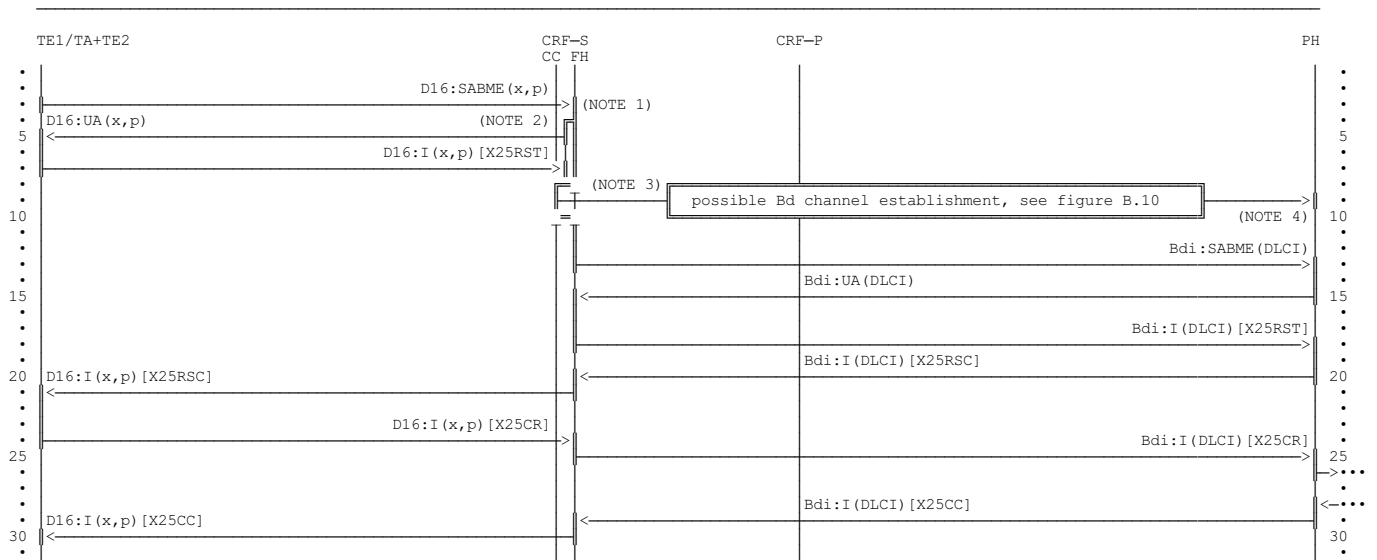 TE1/TA+TE2 CRF-S CRF-P PH
CC FH
D16:SABME(x,p)
(NOTE 1)
D16:UA(x,p) (NOTE 2)
5 5
D16:I(x,p)[X25RST]
(NOTE 3)
possible Bd channel establishment, see figure B.10
10 (NOTE 4) 10
Bdi:SABME(DLCI)
Bdi:UA(DLCI)
15 15
Bdi:I(DLCI)[X25RST]
Bdi:I(DLCI)[X25RSC]
20 D16:I(x,p)[X25RSC] 20
D16:I(x,p)[X25CR]
Bdi:I(DLCI)[X25CR]
25 25
Bdi:I(DLCI)[X25CC]
D16:I(x,p)[X25CC]
30 30